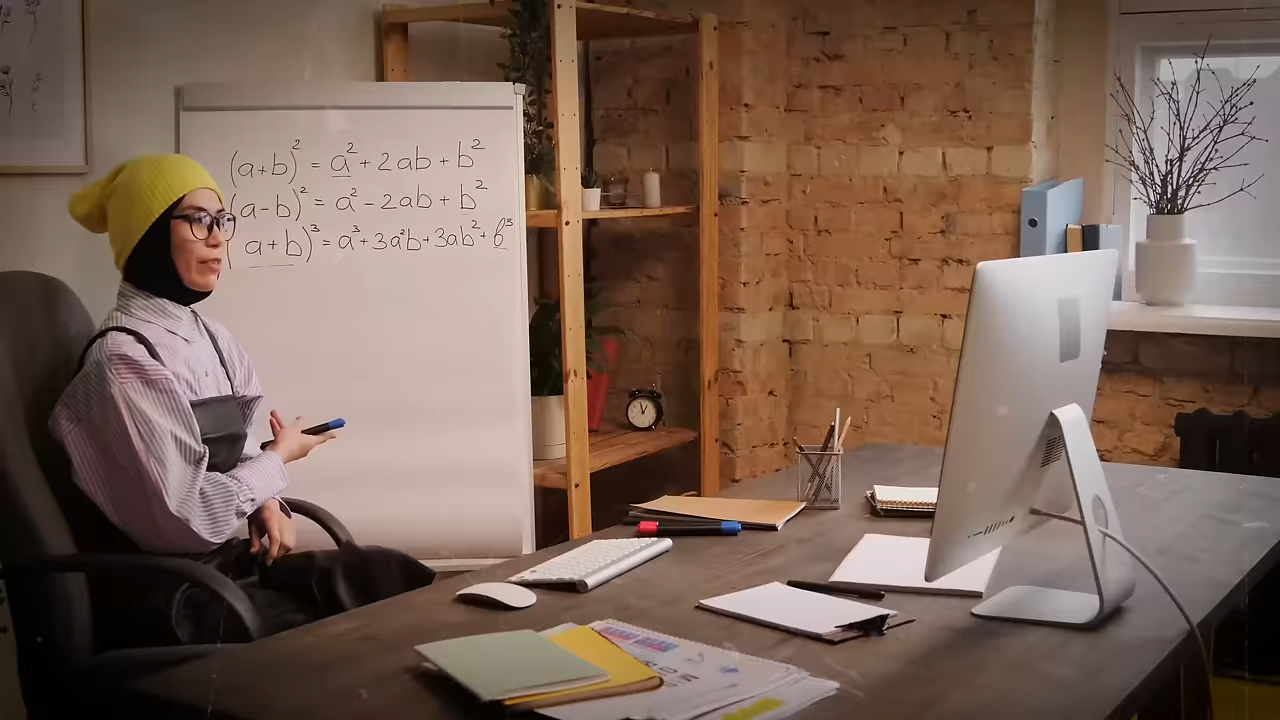 (a+b)² = a² + 2ab + b²
(a-b)² = a² - 2ab + b²
(a+b)³ = a³ + 3a²b + 3ab² + b³